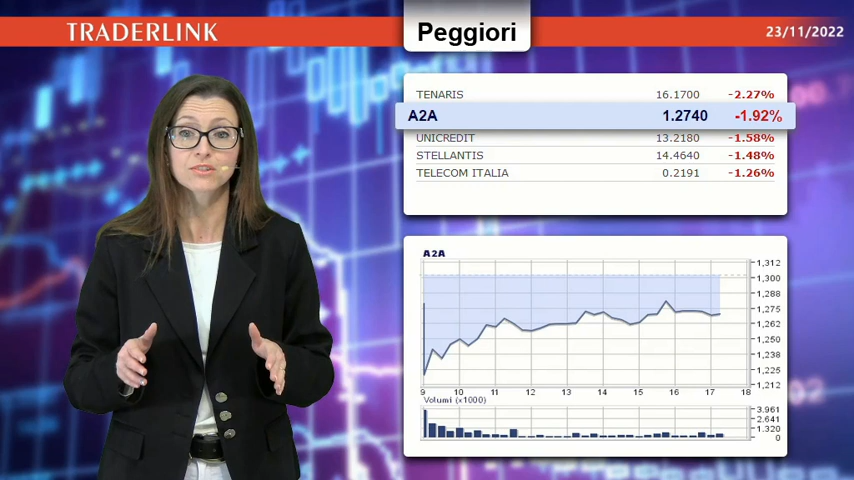 TRADERLINK
Peggiori
23/11/2022
TENARIS 16.1700 -2.27%
A2A 1.2740 -1.92%
UNICREDIT 13.2180 -1.58%
STELLANTIS 14.4640 -1.48%
TELECOM ITALIA 0.2191 -1.26%
A2A
1,312
1,300
1,288
1,275
1,262
1,250
1,238
1,225
1,212
9 10 11 12 13 14 15 16 17 18
Volumi (x1000)
3.961
2.641
1.320
0